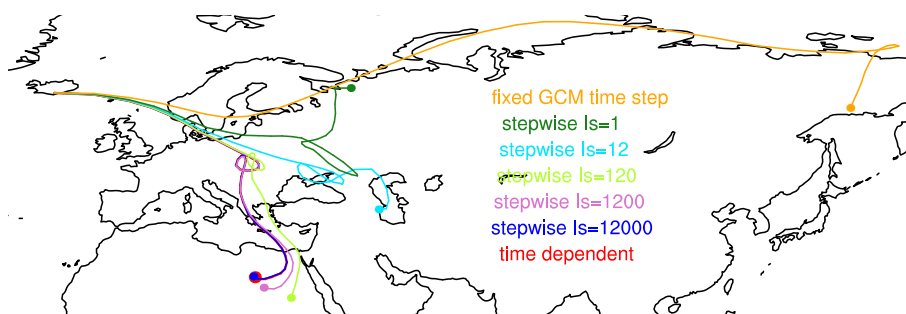 fixed GCM time step
stepwise ls=1
stepwise ls=12
stepwise ls=120
stepwise ls=1200
stepwise ls=12000
time dependent